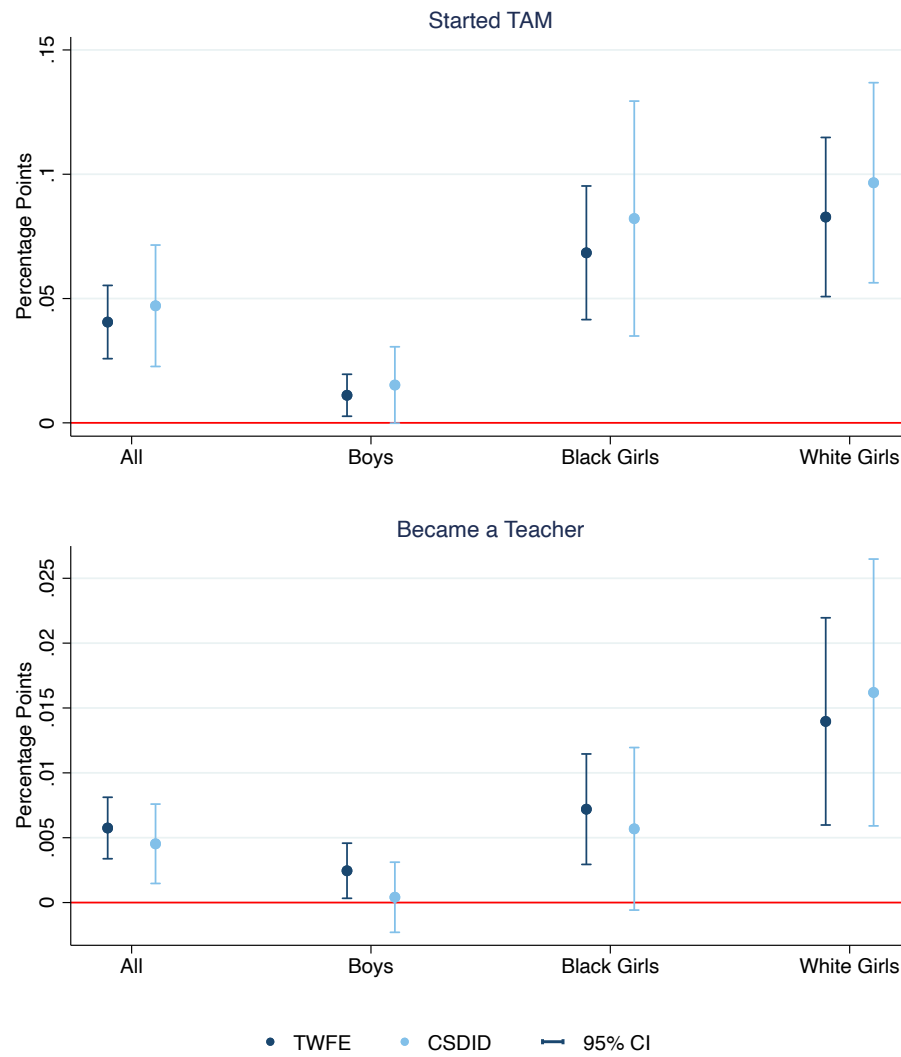 Started TAM
Percentage Points
.15
.1
.05
0
All Boys Black Girls White Girls
Became a Teacher
Percentage Points
.025
.02
.015
.01
.005
0
All Boys Black Girls White Girls
TWFE CSDID 95% CI